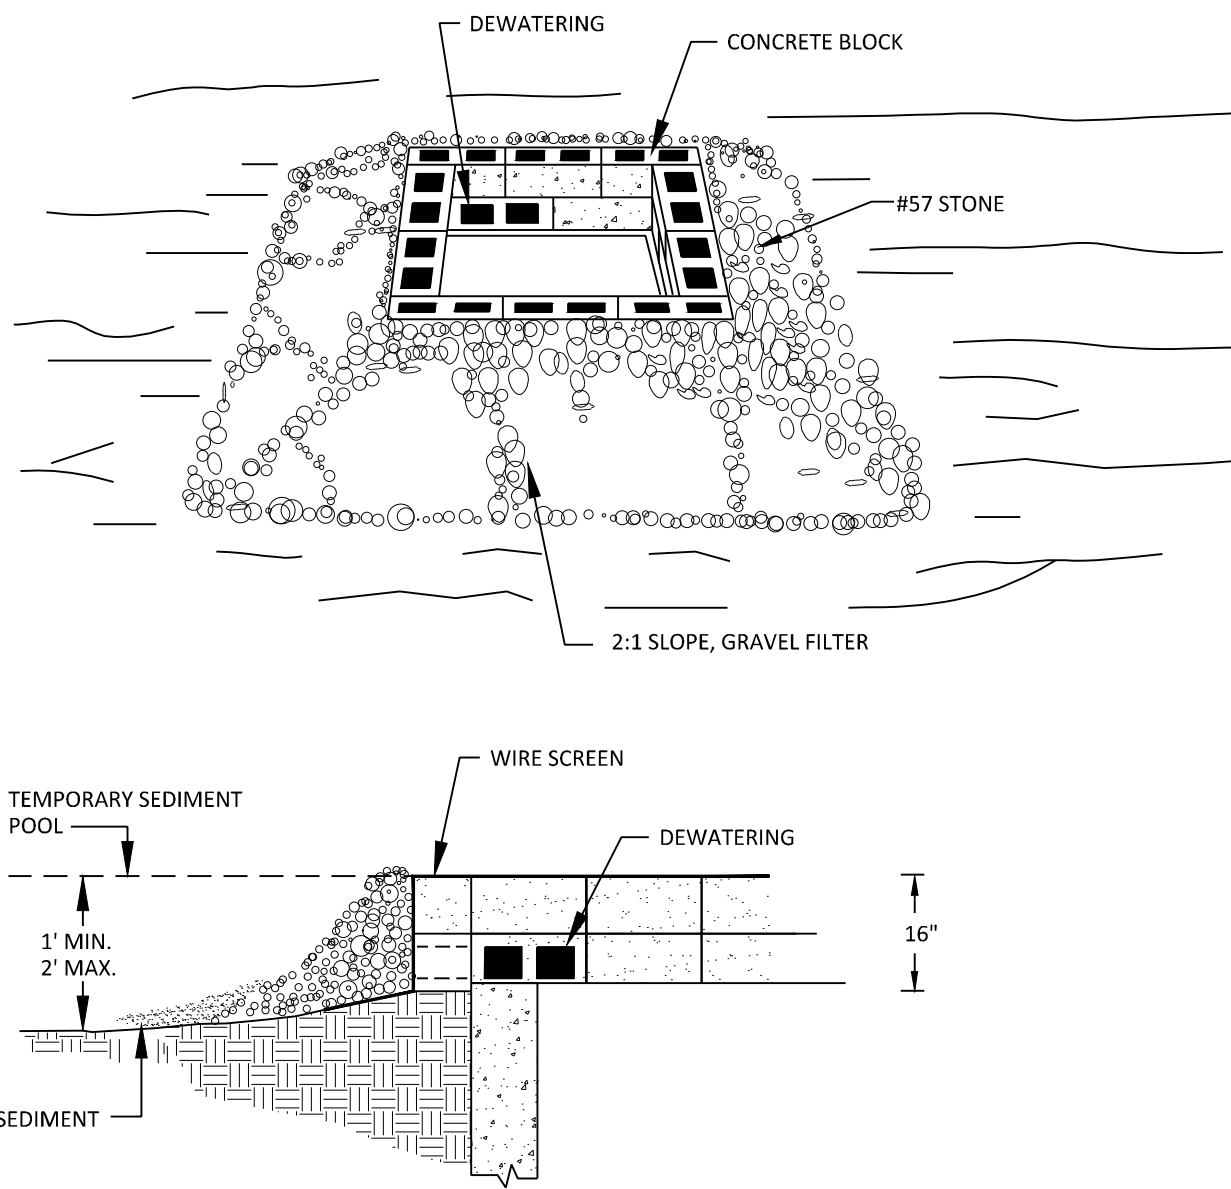 DEWATERING
CONCRETE BLOCK
#57 STONE
2:1 SLOPE, GRAVEL FILTER
WIRE SCREEN
TEMPORARY SEDIMENT
POOL
DEWATERING
1' MIN.
2' MAX.
16"
SEDIMENT